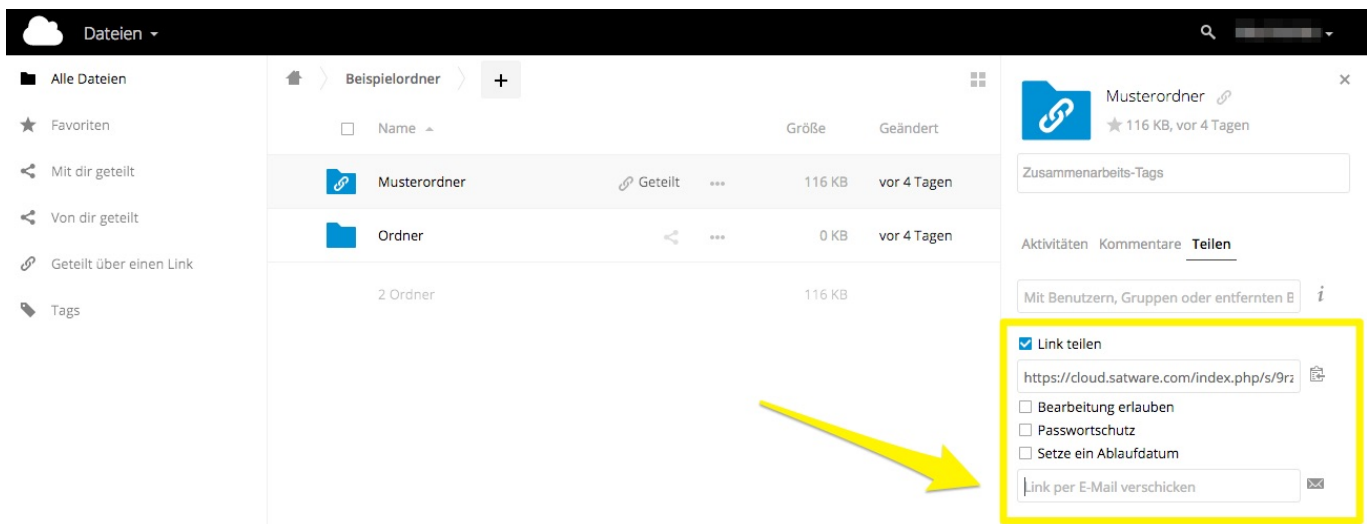 Dateien
Alle Dateien
Favoriten
Mit dir geteilt
Von dir geteilt
Geteilt über einen Link
Tags
Beispielordner
+
Name Größe Geändert
Musterordner Geteilt ... 116 KB vor 4 Tagen
Ordner ... 0 KB vor 4 Tagen
2 Ordner 116 KB
Musterordner
116 KB, vor 4 Tagen
Zusammenarbeits-Tags
Aktivitäten Kommentare Teilen
Mit Benutzern, Gruppen oder entfernten B
i
Link teilen
https://cloud.satware.com/index.php/s/9rz
Bearbeitung erlauben
Passwortschutz
Setze ein Ablaufdatum
Link per E-Mail verschicken